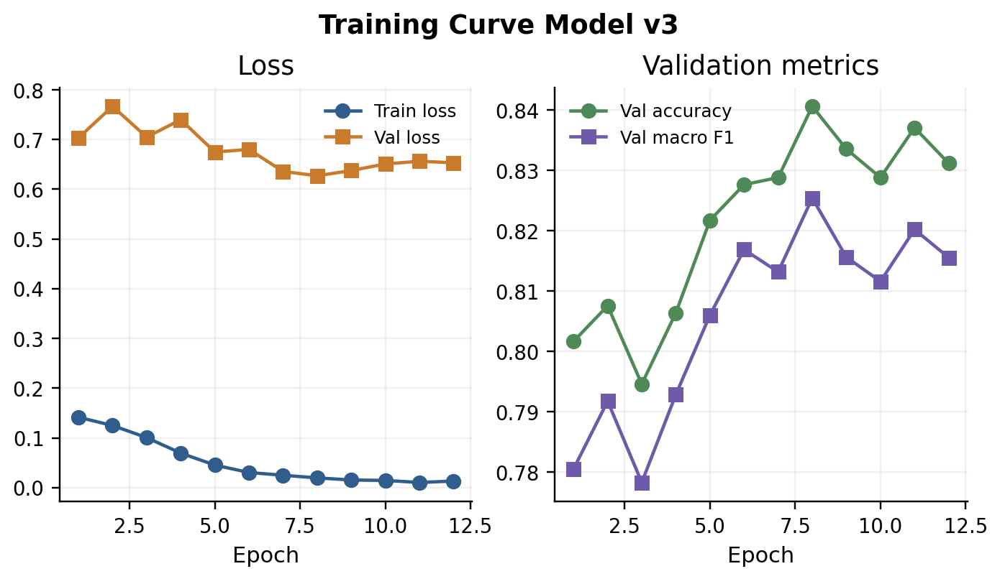 Training Curve Model v3
Loss
0.8
0.7
0.6
0.5
0.4
0.3
0.2
0.1
0.0
Train loss
Val loss
2.5 5.0 7.5 10.0 12.5
Epoch
Validation metrics
0.84
0.83
0.82
0.81
0.80
0.79
0.78
Val accuracy
Val macro F1
2.5 5.0 7.5 10.0 12.5
Epoch